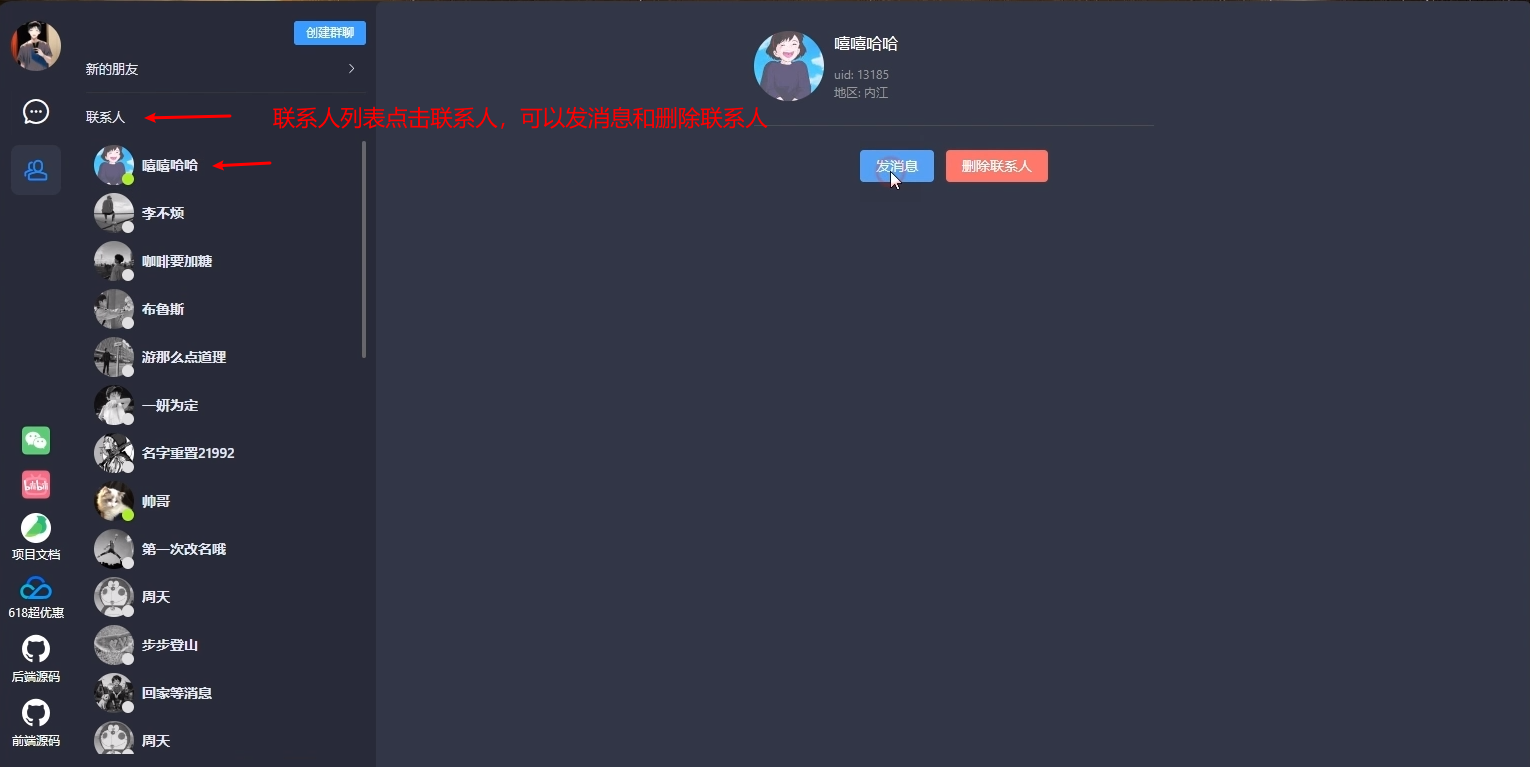 创建群聊
新的朋友
联系人
联系人列表点击联系人，可以发消息和删除联系人
嘻嘻哈哈
李不烦
咖啡要加糖
布鲁斯
游那么点道理
一妍为定
名字重置21992
帅哥
第一次改名哦
周天
步步登山
回家等消息
周天
bilibili
项目文档
618超优惠
后端源码
前端源码
嘻嘻哈哈
uid: 13185
地区: 内江
发消息
删除联系人